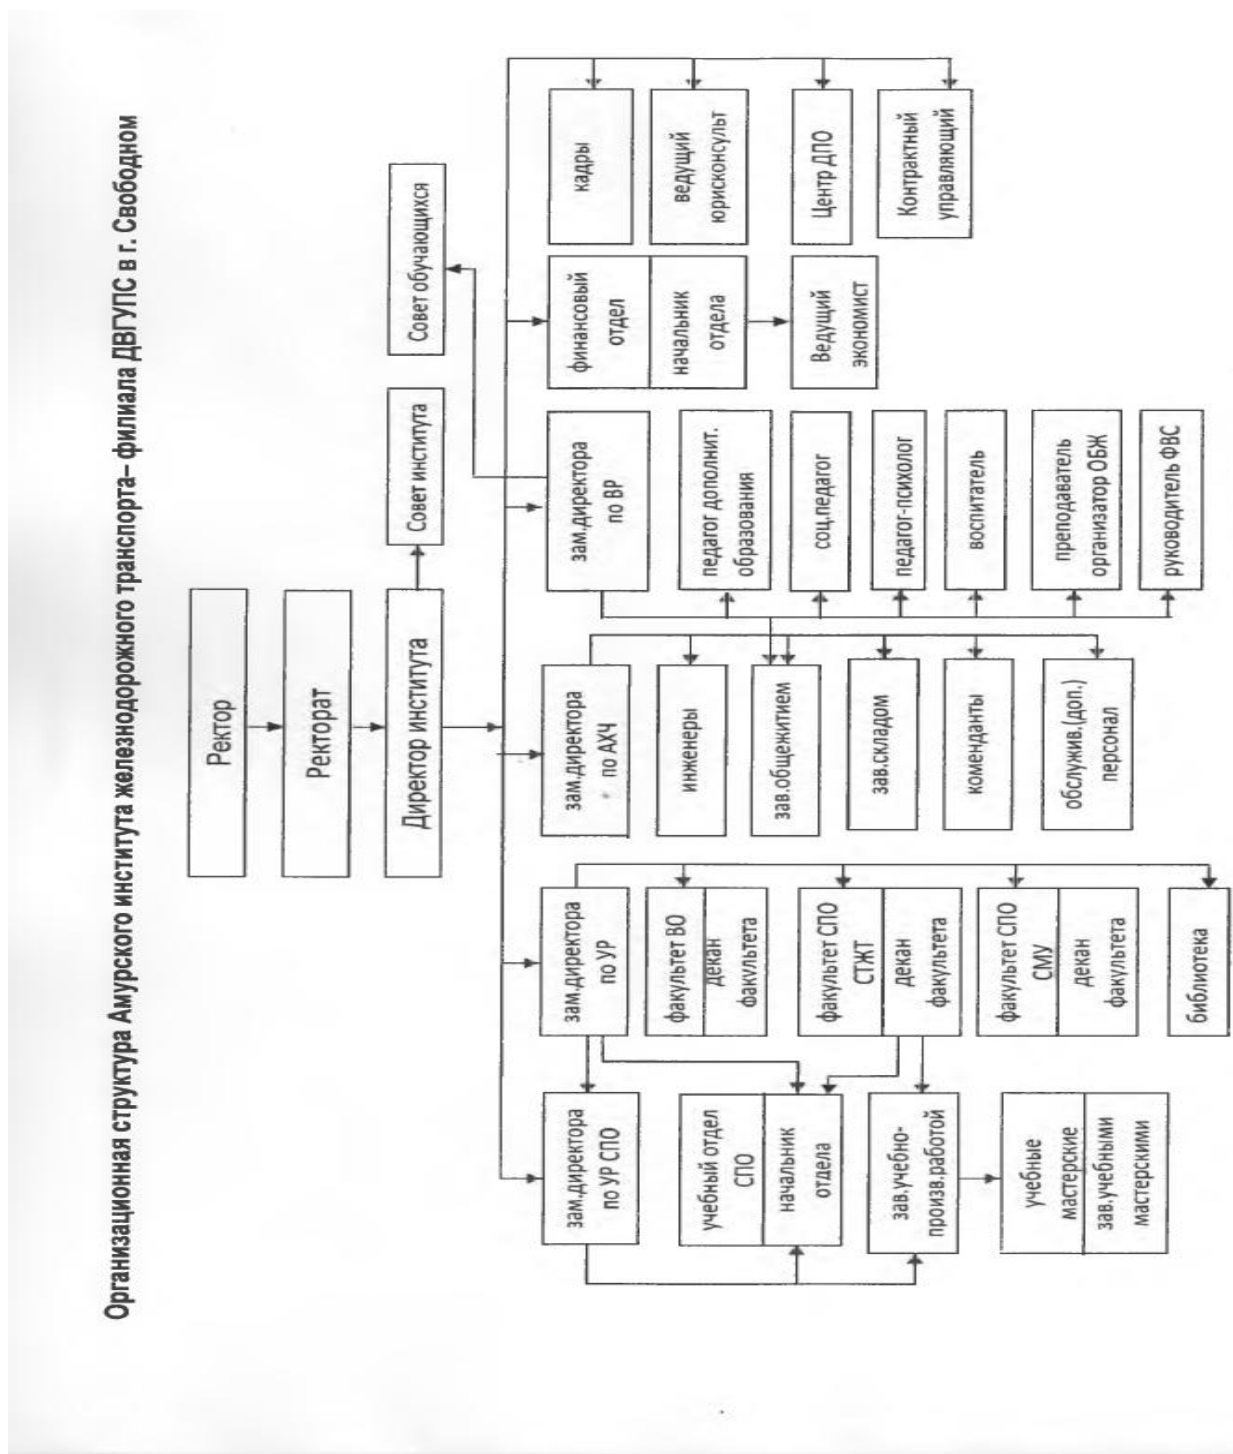 Организационная структура Амурского института железнодорожного транспорта– филиала ДВГУПС в г. Свободном
Ректор
Ректорат
Директор института
Совет института
Совет обучающихся
зам.директора
по УР СПО
зам.директора
по УР
зам.директора
по АХЧ
зам.директора
по ВР
финансовый
отдел
начальник
отдела
Ведущий
экономист
кадры
ведущий
юрисконсульт
Центр ДПО
Контрактный
управляющий
учебный отдел
СПО
начальник
отдела
зав.учебно-
произв.работой
учебные
мастерские
зав.учебными
мастерскими
факультет ВО
декан
факультета
факультет СПО
СТЖТ
декан
факультета
факультет СПО
СМУ
декан
факультета
библиотека
инженеры
зав.общежитием
зав.складом
коменданты
обслужив.(доп.)
персонал
педагог дополнит.
образования
соц.педагог
педагог-психолог
воспитатель
преподаватель
организатор ОБЖ
руководитель ФВС